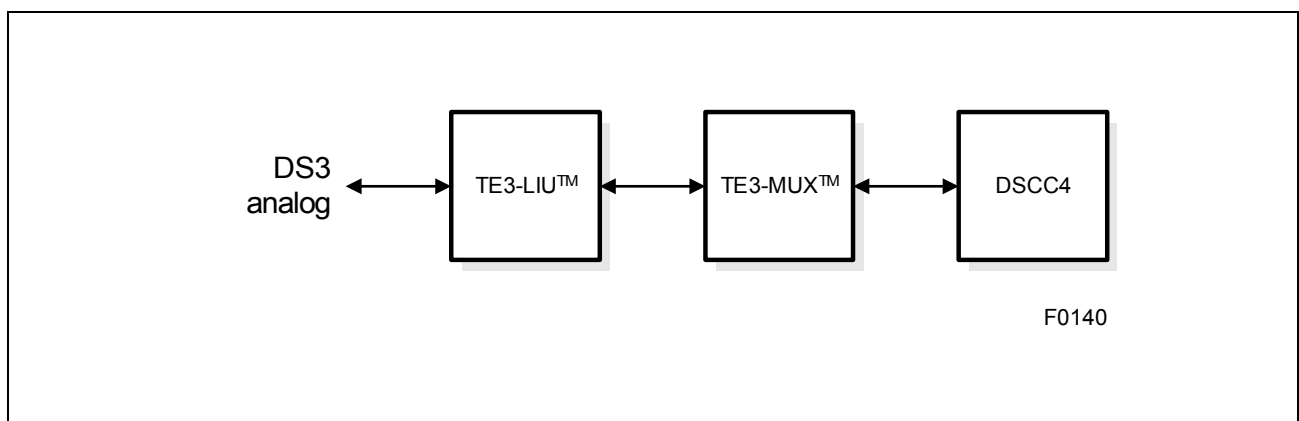 DS3
analog
TE3-LIU™
TE3-MUX™
DSCC4
F0140